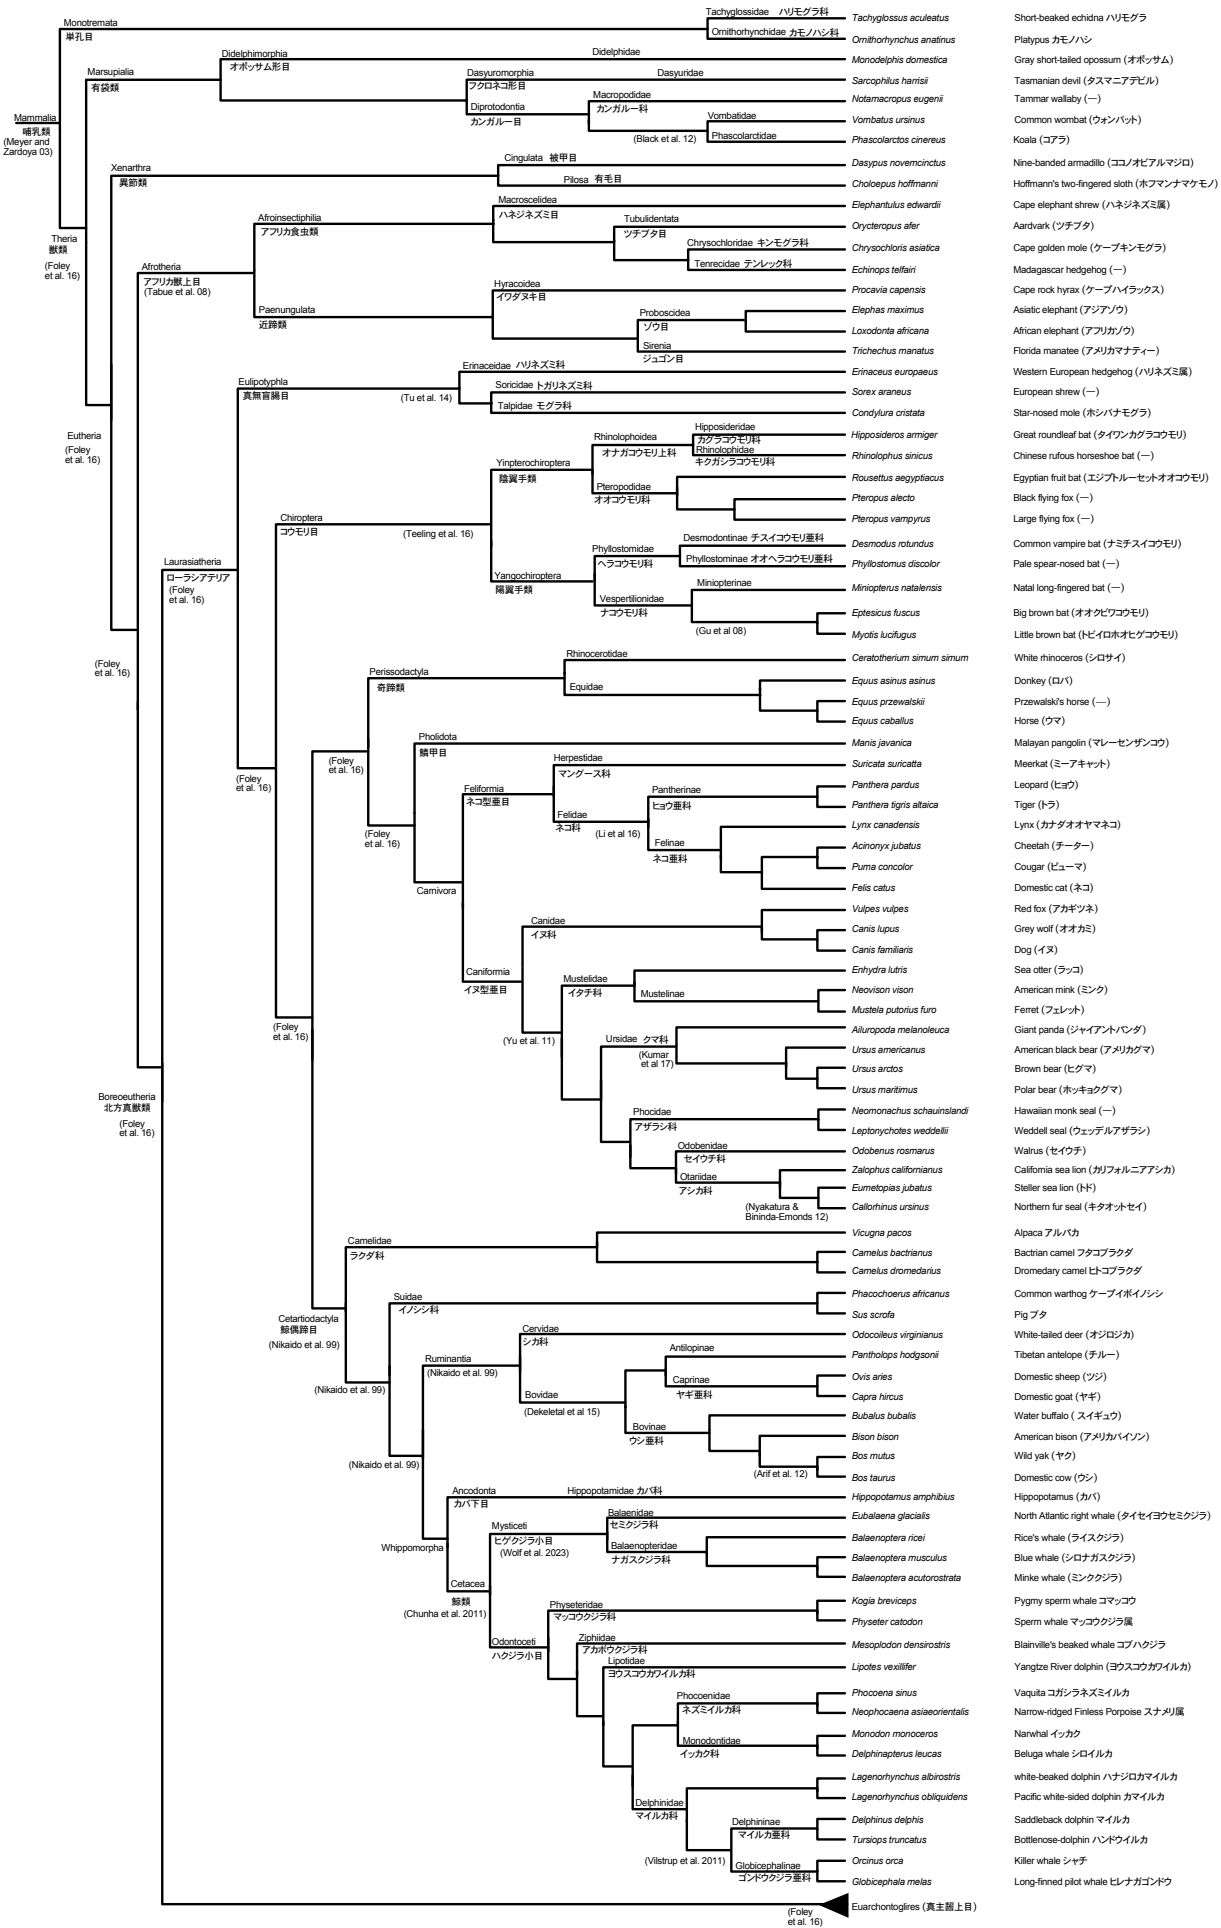 Tachyglossidae ハリモグラ科
Tachyglossus aculeatus
Short-beaked echidna ハリモグラ
Monotremata
単孔目
Ornithorhynchidae カモノハシ科
Ornithorhynchus anatinus
Platypus カモノハシ
Didelphimorphia
オポッサム形目
Didelphidae
Monodelphis domestica
Gray short-tailed opossum (オポッサム)
Marsupialia
有袋類
Dasyuromorphia
フクロネコ形目
Dasyuridae
Sarcophilus harrisii
Tasmanian devil (タスマニアデビル)
Diprotodontia
カンガルー目
Macropodidae
カンガルー科
Notamacropus eugenii
Tammar wallaby (—)
Mammalia
哺乳類
(Meyer and
Zardoya 03)
Vombatidae
Vombatus ursinus
Common wombat (ウォンバット)
(Black et al. 12)
Phascolarctidae
Phascolarctos cinereus
Koala (コアラ)
Xenarthra
異節類
Cingulata 被甲目
Dasypus novemcinctus
Nine-banded armadillo (ココノオビアルマジロ)
Pilosa 有毛目
Choloepus hoffmanni
Hoffmann's two-fingered sloth (ホフマンナマケモノ)
Macroscelidea
ハネジネズミ目
Elephantulus edwardii
Cape elephant shrew (ハネジネズミ属)
Afroinsectiphilia
アフリカ食虫類
Tubulidentata
ツチブタ目
Orycteropus afer
Aardvark (ツチブタ)
Theria
獣類
(Foley
et al. 16)
Chrysochloridae キンモグラ科
Chrysochloris asiatica
Cape golden mole (ケープキンモグラ)
Tenrecidae テンレック科
Echinops telfairi
Madagascar hedgehog (—)
Afrotheria
アフリカ獣上目
(Tabue et al. 08)
Hyracoidea
イワダヌキ目
Procavia capensis
Cape rock hyrax (ケープハイラックス)
Paenungulata
近蹄類
Proboscidea
ゾウ目
Elephas maximus
Asiatic elephant (アジアゾウ)
Loxodonta africana
African elephant (アフリカゾウ)
Sirenia
ジュゴン目
Trichechus manatus
Florida manatee (アメリカマナティー)
Eulipotyphla
真無盲腸目
(Tu et al. 14)
Erinaceidae ハリネズミ科
Erinaceus europaeus
Western European hedgehog (ハリネズミ属)
Soricidae トガリネズミ科
Sorex araneus
European shrew (—)
Talpidae モグラ科
Condylura cristata
Star-nosed mole (ホシバナモグラ)
Eutheria
(Foley
et al. 16)
Rhinolophoidea
オナガコウモリ上科
Hipposideridae
カグラコウモリ科
Hipposideros armiger
Great roundleaf bat (タイワンカグラコウモリ)
Rhinolophidae
キクガシラコウモリ科
Rhinolophus sinicus
Chinese rufous horseshoe bat (—)
Yinpterochiroptera
陰翼手類
Pteropodidae
オオコウモリ科
Rousettus aegyptiacus
Egyptian fruit bat (エジプトルーセットオオコウモリ)
Pteropus alecto
Black flying fox (—)
Pteropus vampyrus
Large flying fox (—)
Chiroptera
コウモリ目
(Teeling et al. 16)
Phyllostomidae
ヘラコウモリ科
Desmodontinae チスイコウモリ亜科
Desmodus rotundus
Common vampire bat (ナミチスイコウモリ)
Phyllostominae オオヘラコウモリ亜科
Phyllostomus discolor
Pale spear-nosed bat (—)
Laurasiatheria
ローラシアテリア
(Foley
et al. 16)
Yangochiroptera
陽翼手類
Vespertilionidae
ナコウモリ科
Miniopterinae
Miniopterus natalensis
Natal long-fingered bat (—)
(Gu et al 08)
Eptesicus fuscus
Big brown bat (オオクビワコウモリ)
Myotis lucifugus
Little brown bat (トビイロホオヒゲコウモリ)
(Foley
et al. 16)
Perissodactyla
奇蹄類
Rhinocerotidae
Ceratotherium simum simum
White rhinoceros (シロサイ)
Equidae
Equus asinus asinus
Donkey (ロバ)
Equus przewalskii
Przewalski's horse (—)
Equus caballus
Horse (ウマ)
(Foley
et al. 16)
(Foley
et al. 16)
Pholidota
鱗甲目
Manis javanica
Malayan pangolin (マレーセンザンコウ)
Herpestidae
マングース科
Suricata suricatta
Meerkat (ミーアキャット)
Feliformia
ネコ型亜目
Felidae
ネコ科
(Li et al 16)
Pantherinae
ヒョウ亜科
Panthera pardus
Leopard (ヒョウ)
Panthera tigris altaica
Tiger (トラ)
(Foley
et al. 16)
Felinae
ネコ亜科
Lynx canadensis
Lynx (カナダオオヤマネコ)
Acinonyx jubatus
Cheetah (チーター)
Puma concolor
Cougar (ピューマ)
Felis catus
Domestic cat (ネコ)
Carnivora
Canidae
イヌ科
Vulpes vulpes
Red fox (アカギツネ)
Canis lupus
Grey wolf (オオカミ)
Canis familiaris
Dog (イヌ)
Caniformia
イヌ型亜目
Mustelidae
イタチ科
Enhydra lutris
Sea otter (ラッコ)
Mustelinae
Neovison vison
American mink (ミンク)
Mustela putorius furo
Ferret (フェレット)
(Foley
et al. 16)
(Yu et al. 11)
Ursidae クマ科
(Kumar
et al 17)
Ailuropoda melanoleuca
Giant panda (ジャイアントパンダ)
Ursus americanus
American black bear (アメリカグマ)
Ursus arctos
Brown bear (ヒグマ)
Ursus maritimus
Polar bear (ホッキョクグマ)
Boreoeutheria
北方真獣類
(Foley
et al. 16)
Phocidae
アザラシ科
Neomonachus schauinslandi
Hawaiian monk seal (—)
Leptonychotes weddellii
Weddell seal (ウェッデルアザラシ)
Odobenidae
セイウチ科
Odobenus rosmarus
Walrus (セイウチ)
Otariidae
アシカ科
Zalophus californianus
California sea lion (カリフォルニアアシカ)
Eumetopias jubatus
Steller sea lion (トド)
(Nyakatura &
Bininda-Emonds 12)
Callorhinus ursinus
Northern fur seal (キタオットセイ)
Camelidae
ラクダ科
Vicugna pacos
Alpaca アルパカ
Camelus bactrianus
Bactrian camel フタコブラクダ
Camelus dromedarius
Dromedary camel ヒトコブラクダ
Cetartiodactyla
鯨偶蹄目
(Nikaido et al. 99)
Suidae
イノシシ科
Phacochoerus africanus
Common warthog ケープイボイノシシ
Sus scrofa
Pig ブタ
(Nikaido et al. 99)
Ruminantia
(Nikaido et al. 99)
Cervidae
シカ科
Odocoileus virginianus
White-tailed deer (オジロジカ)
Bovidae
(Dekeletal et al 15)
Antilopinae
Pantholops hodgsonii
Tibetan antelope (チルー)
Caprinae
ヤギ亜科
Ovis aries
Domestic sheep (ツジ)
Capra hircus
Domestic goat (ヤギ)
Bovinae
ウシ亜科
Bubalus bubalis
Water buffalo ( スイギュウ)
Bison bison
American bison (アメリカバイソン)
(Arif et al. 12)
Bos mutus
Wild yak (ヤク)
Bos taurus
Domestic cow (ウシ)
(Nikaido et al. 99)
Ancodonta
カバ下目
Hippopotamidae カバ科
Hippopotamus amphibius
Hippopotamus (カバ)
Whippomorpha
Mysticeti
ヒゲクジラ小目
(Wolf et al. 2023)
Balaenidae
セミクジラ科
Eubalaena glacialis
North Atlantic right whale (タイセイヨウセミクジラ)
Balaenopteridae
ナガスクジラ科
Balaenoptera ricei
Rice's whale (ライスクジラ)
Balaenoptera musculus
Blue whale (シロナガスクジラ)
Balaenoptera acutorostrata
Minke whale (ミンククジラ)
Cetacea
鯨類
(Chunha et al. 2011)
Odontoceti
ハクジラ小目
Physeteridae
マッコウクジラ科
Kogia breviceps
Pygmy sperm whale コマッコウ
Physeter catodon
Sperm whale マッコウクジラ属
Ziphiidae
アカボウクジラ科
Mesoplodon densirostris
Blainville's beaked whale コブハクジラ
Lipotidae
ヨウスコウカワイルカ科
Lipotes vexillifer
Yangtze River dolphin (ヨウスコウカワイルカ)
Phocoenidae
ネズミイルカ科
Phocoena sinus
Vaquita コガシラネズミイルカ
Neophocaena asiaeorientalis
Narrow-ridged Finless Porpoise スナメリ属
Monodontidae
イッカク科
Monodon monoceros
Narwhal イッカク
Delphinapterus leucas
Beluga whale シロイルカ
Delphinidae
マイルカ科
Lagenorhynchus albirostris
white-beaked dolphin ハナジロカマイルカ
Lagenorhynchus obliquidens
Pacific white-sided dolphin カマイルカ
(Vilstrup et al. 2011)
Delphininae
マイルカ亜科
Delphinus delphis
Saddleback dolphin マイルカ
Tursiops truncatus
Bottlenose-dolphin ハンドウイルカ
Globicephalinae
ゴンドウクジラ亜科
Orcinus orca
Killer whale シャチ
Globicephala melas
Long-finned pilot whale ヒレナガゴンドウ
(Foley
et al. 16)
Euarchontoglires (真主齧上目)